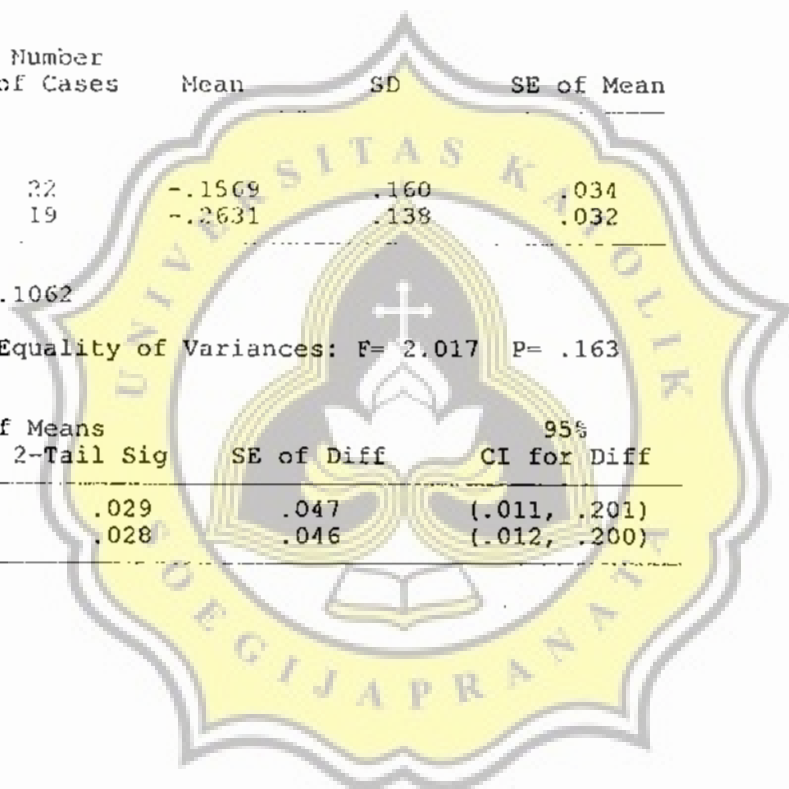 Number
of Cases Mean SD SE of Mean
22 -.1569 .160 .034
19 -.2631 .138 .032
.1062
Equality of Variances: F= 2.017 P= .163
f Means 95%
2-Tail Sig SE of Diff CI for Diff
.029 .047 (.011, .201)
.028 .046 (.012, .200)
UNIVERSITAS KATOLIK
SOEGIJAPRANATA